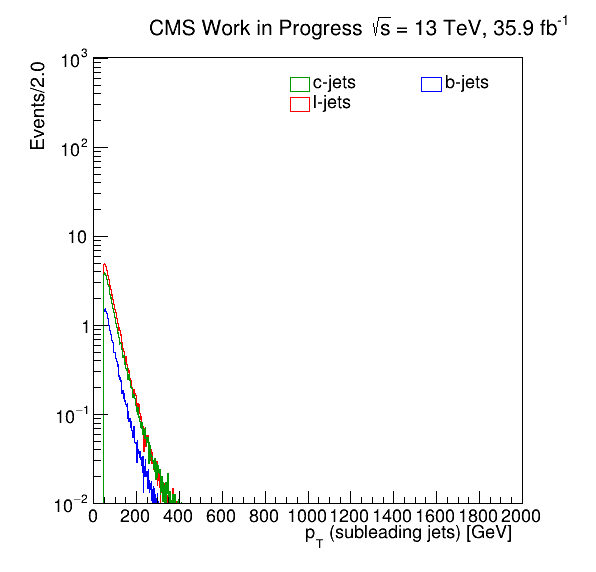 CMS Work in Progress √s = 13 TeV, 35.9 fb⁻¹
Events/2.0
c-jets
b-jets
l-jets
10³
10²
10
1
10⁻¹
10⁻²
0 200 400 600 800 1000 1200 1400 1600 1800 2000
p_T (subleading jets) [GeV]